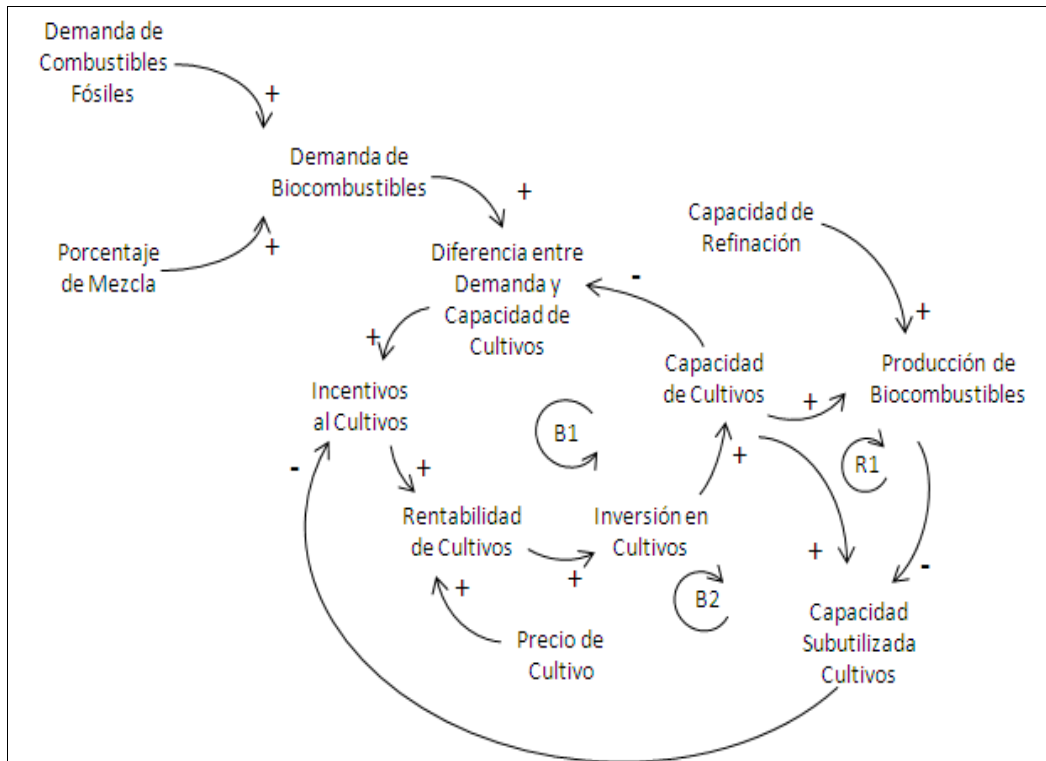 Demanda de
Combustibles
Fósiles
+
Demanda de
Biocombustibles
+
Porcentaje
de Mezcla
+
Capacidad de
Refinación
+
Diferencia entre
Demanda y
Capacidad de
Cultivos
-
+
Incentivos
al Cultivos
-
+
Capacidad
de Cultivos
+
Producción de
Biocombustibles
B1
R1
+
Rentabilidad
de Cultivos
+
Inversión en
Cultivos
+
-
B2
+
Precio de
Cultivo
Capacidad
Subutilizada
Cultivos